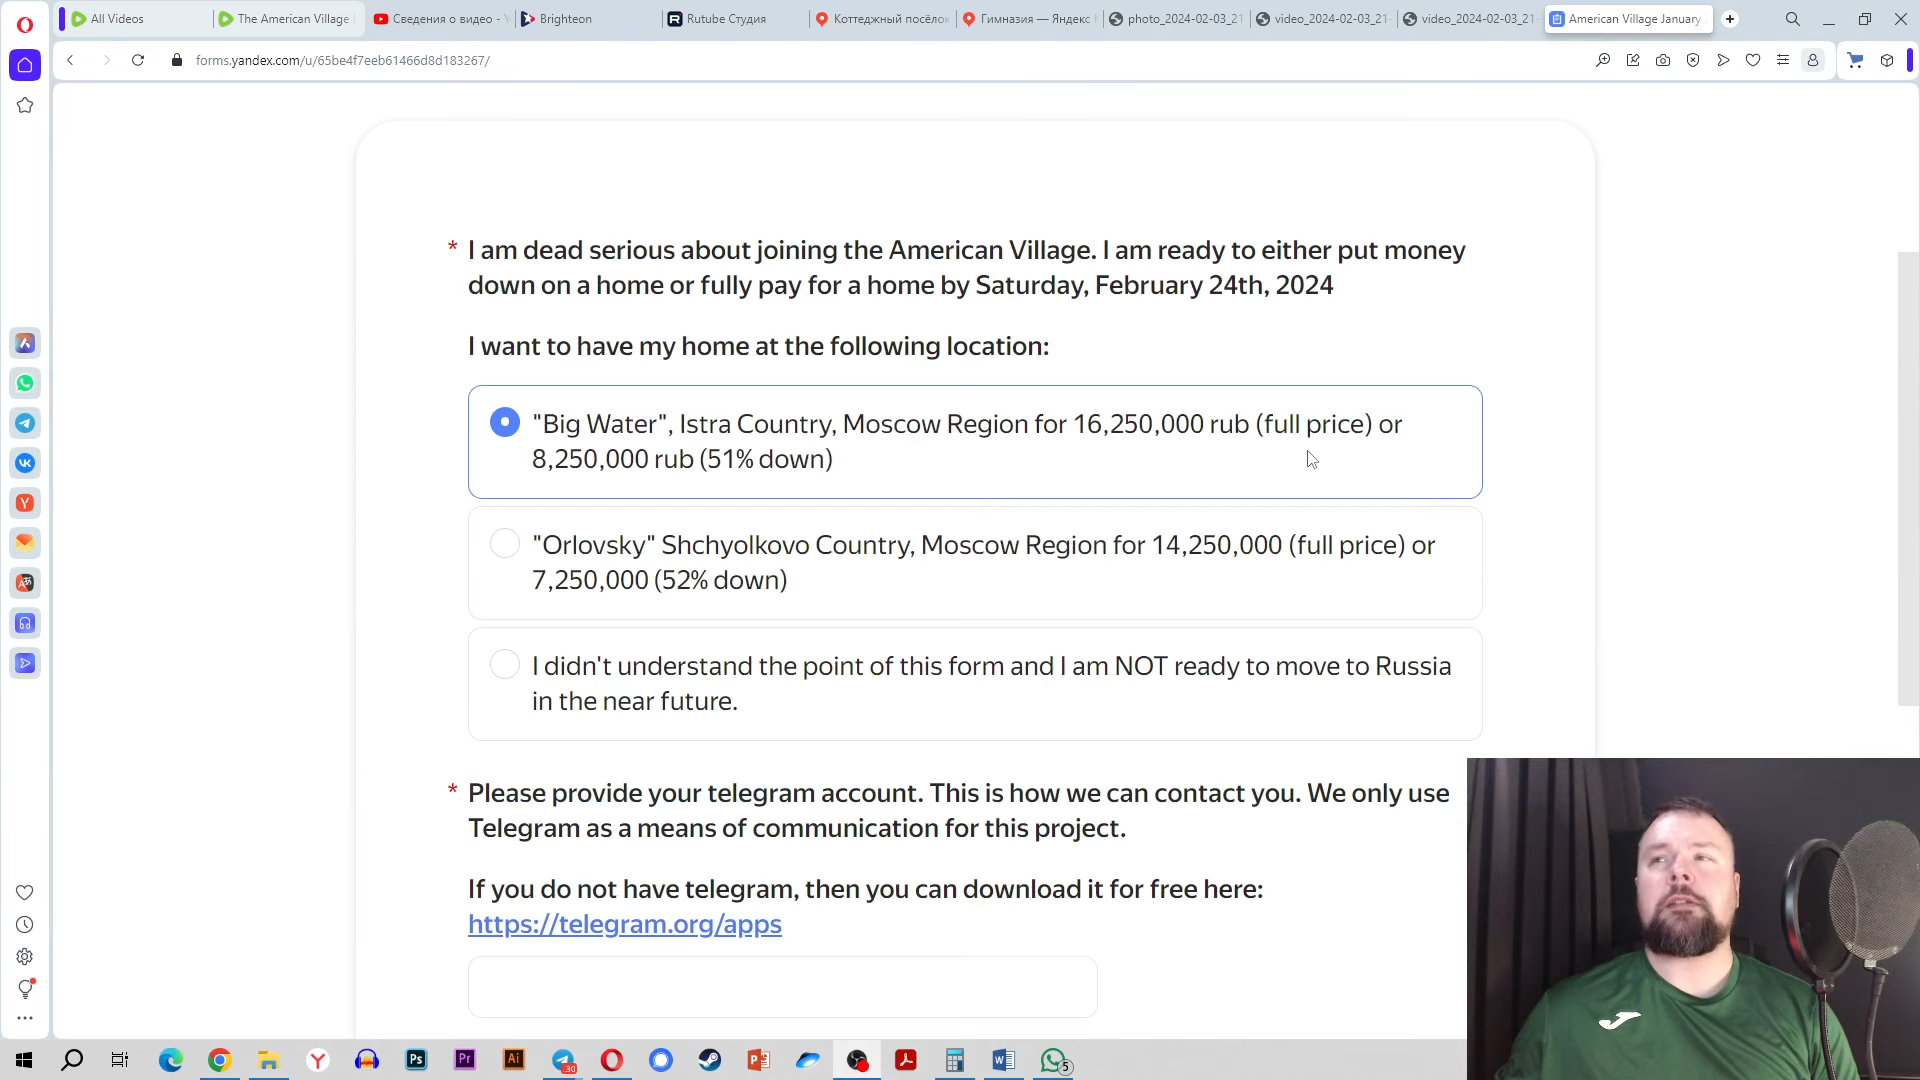 All Videos
The American Village
Сведения о видео - Y
Brighteon
Rutube Студия
Коттеджный посёлок
Гимназия — Яндекс
photo_2024-02-03_21
video_2024-02-03_21-
video_2024-02-03_21-
American Village January
forms.yandex.com/u/65be4f7eeb61466d8d183267/
* I am dead serious about joining the American Village. I am ready to either put money
down on a home or fully pay for a home by Saturday, February 24th, 2024
I want to have my home at the following location:
"Big Water", Istra Country, Moscow Region for 16,250,000 rub (full price) or
8,250,000 rub (51% down)
"Orlovsky" Shchyolkovo Country, Moscow Region for 14,250,000 (full price) or
7,250,000 (52% down)
I didn't understand the point of this form and I am NOT ready to move to Russia
in the near future.
* Please provide your telegram account. This is how we can contact you. We only use
Telegram as a means of communication for this project.
If you do not have telegram, then you can download it for free here:
https://telegram.org/apps
Ps
Pr
Ai
30
5